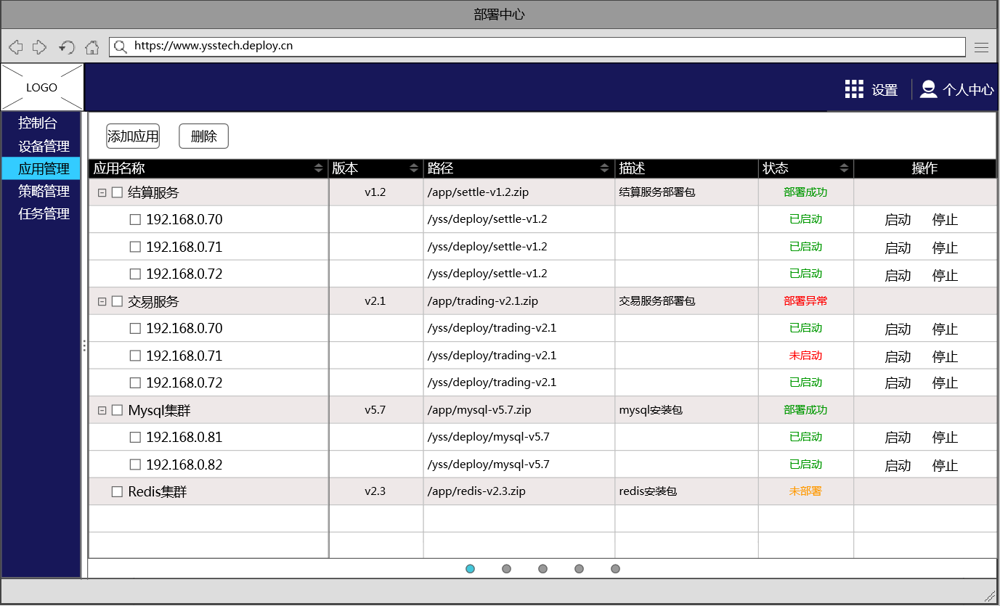 部署中心
https://www.ysstech.deploy.cn
LOGO
设置 个人中心
控制台
设备管理
应用管理
策略管理
任务管理
添加应用 删除
应用名称 版本 路径 描述 状态 操作
结算服务 v1.2 /app/settle-v1.2.zip 结算服务部署包 部署成功
192.168.0.70 /yss/deploy/settle-v1.2 已启动 启动 停止
192.168.0.71 /yss/deploy/settle-v1.2 已启动 启动 停止
192.168.0.72 /yss/deploy/settle-v1.2 已启动 启动 停止
交易服务 v2.1 /app/trading-v2.1.zip 交易服务部署包 部署异常
192.168.0.70 /yss/deploy/trading-v2.1 已启动 启动 停止
192.168.0.71 /yss/deploy/trading-v2.1 未启动 启动 停止
192.168.0.72 /yss/deploy/trading-v2.1 已启动 启动 停止
Mysql集群 v5.7 /app/mysql-v5.7.zip mysql安装包 部署成功
192.168.0.81 /yss/deploy/mysql-v5.7 已启动 启动 停止
192.168.0.82 /yss/deploy/mysql-v5.7 已启动 启动 停止
Redis集群 v2.3 /app/redis-v2.3.zip redis安装包 未部署